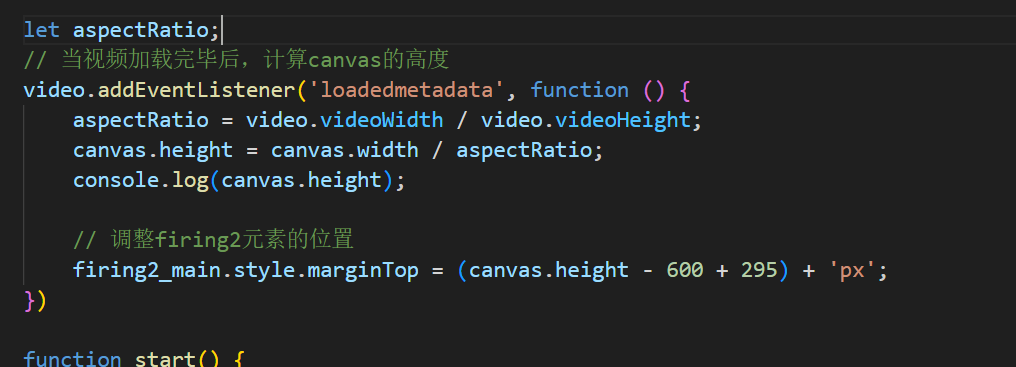 let aspectRatio;
// 当视频加载完毕后，计算canvas的高度
video.addEventListener('loadedmetadata', function () {
aspectRatio = video.videoWidth / video.videoHeight;
canvas.height = canvas.width / aspectRatio;
console.log(canvas.height);
// 调整firing2元素的位置
firing2_main.style.marginTop = (canvas.height - 600 + 295) + 'px';
})
function start() {